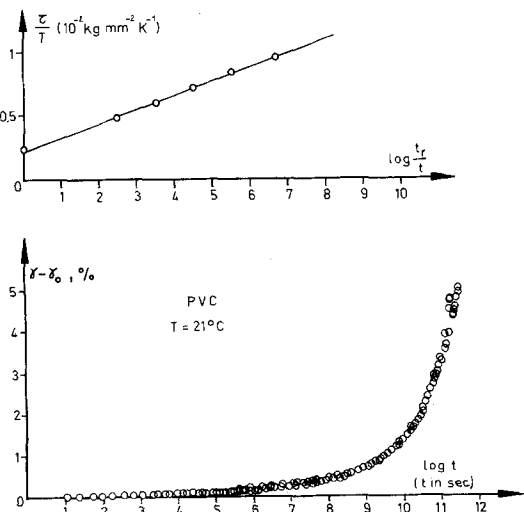 τ/T (10⁻² kg mm⁻² K⁻¹)
1
0,5
0
1 2 3 4 5 6 7 8 9 10
log t_r/t
γ-γ₀ , %
PVC
T = 21°C
5
4
3
2
1
0
log t
(t in sec)
1 2 3 4 5 6 7 8 9 10 11 12